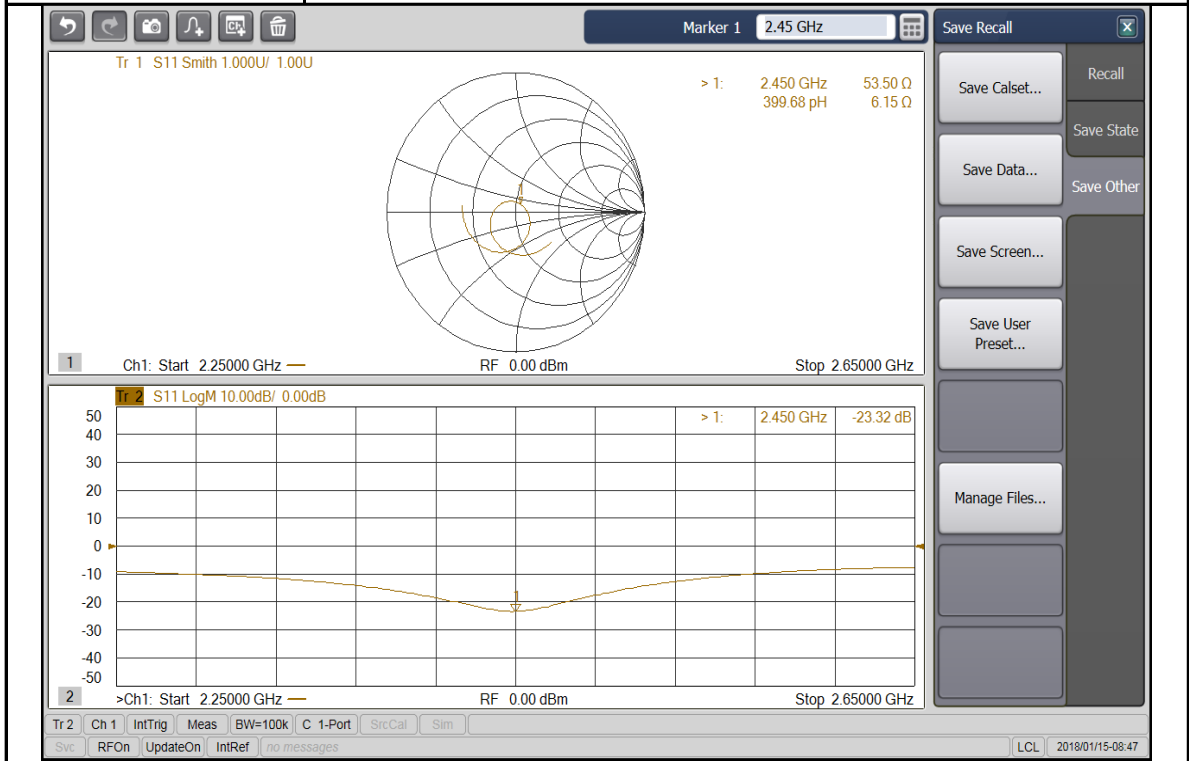 Marker 1 2.45 GHz
Save Recall X
Tr 1 S11 Smith 1.000U/ 1.00U
> 1: 2.450 GHz 53.50 Ω
399.68 pH 6.15 Ω
1
1 Ch1: Start 2.25000 GHz — RF 0.00 dBm Stop 2.65000 GHz
Tr 2 S11 LogM 10.00dB/ 0.00dB
> 1: 2.450 GHz -23.32 dB
50
40
30
20
10
0
-10
-20
-30
-40
-50
1
2 >Ch1: Start 2.25000 GHz — RF 0.00 dBm Stop 2.65000 GHz
Save Calset...
Save Data...
Save Screen...
Save User
Preset...
Manage Files...
Recall
Save State
Save Other
Tr 2 Ch 1 IntTrig Meas BW=100k C 1-Port SrcCal Sim
Svc RFOn UpdateOn IntRef no messages LCL 2018/01/15-08:47